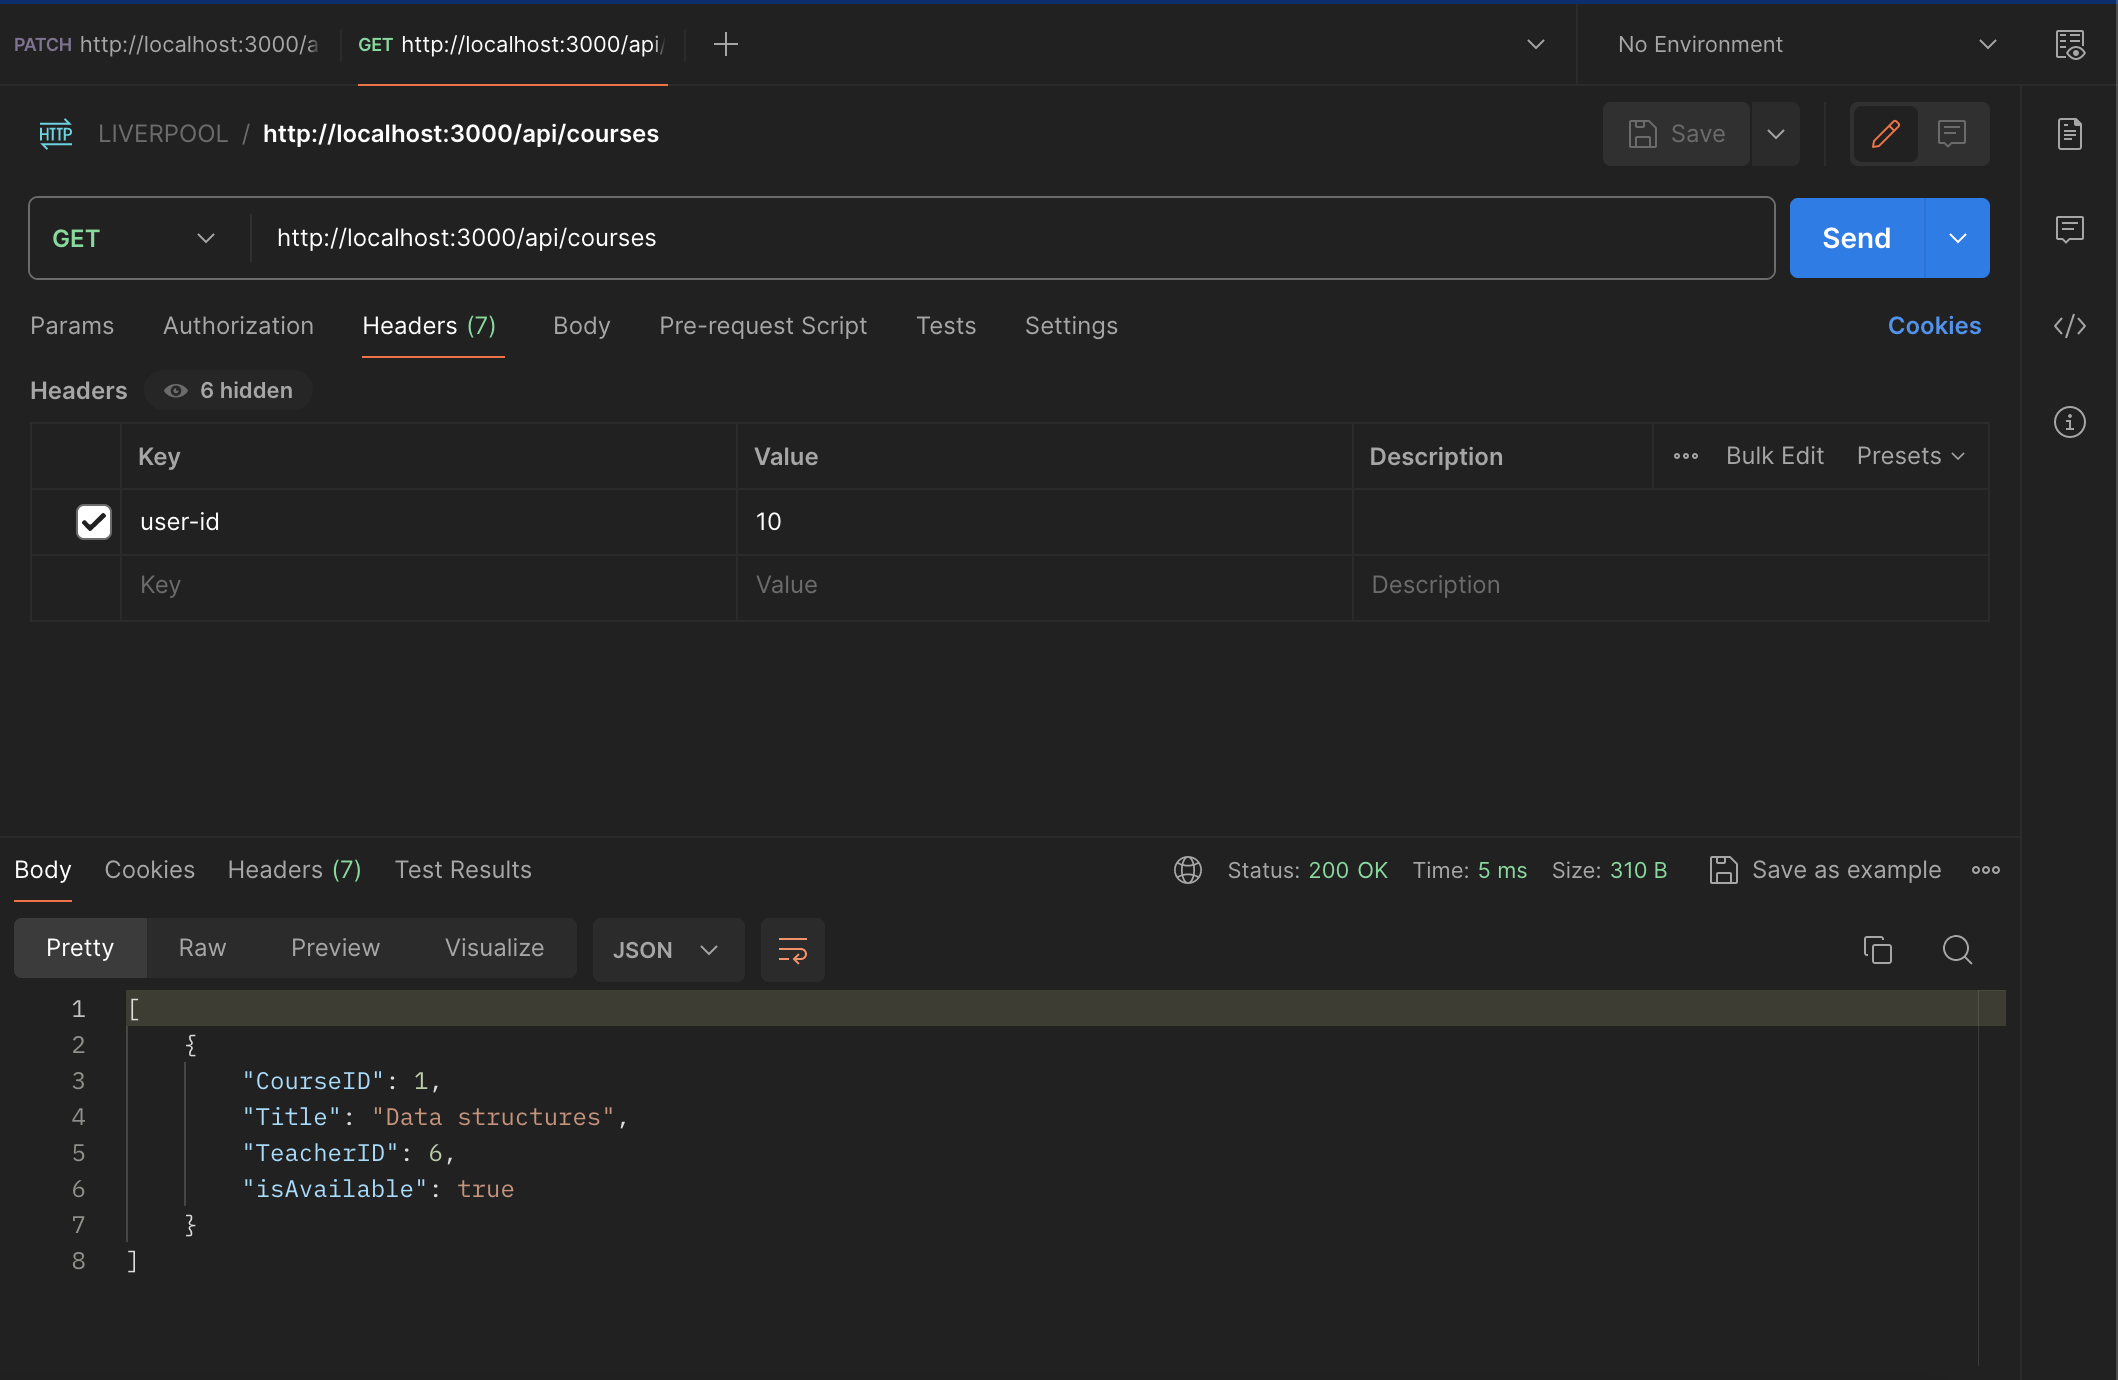 PATCH http://localhost:3000/a GET http://localhost:3000/api/ No Environment
HTTP LIVERPOOL / http://localhost:3000/api/courses Save
GET http://localhost:3000/api/courses Send
Params Authorization Headers (7) Body Pre-request Script Tests Settings Cookies
Headers 6 hidden
Key Value Description Bulk Edit Presets
user-id 10
Key Value Description
Body Cookies Headers (7) Test Results Status: 200 OK Time: 5 ms Size: 310 B Save as example
Pretty Raw Preview Visualize JSON
1 [
2 {
3 "CourseID": 1,
4 "Title": "Data structures",
5 "TeacherID": 6,
6 "isAvailable": true
7 }
8 ]